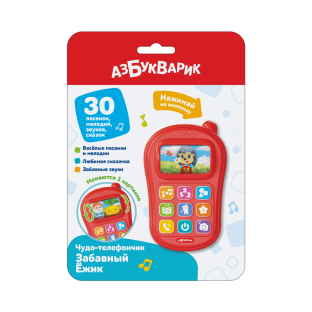 АЗБУКВАРИК
30
песенок,
мелодий,
звуков,
сказок
Нажимай
на картинку
Весёлые песенки
и мелодии
Любимая сказочка
Забавные звуки
Меняются 3 картинки
Чудо-телефончик
Забавный
Ёжик